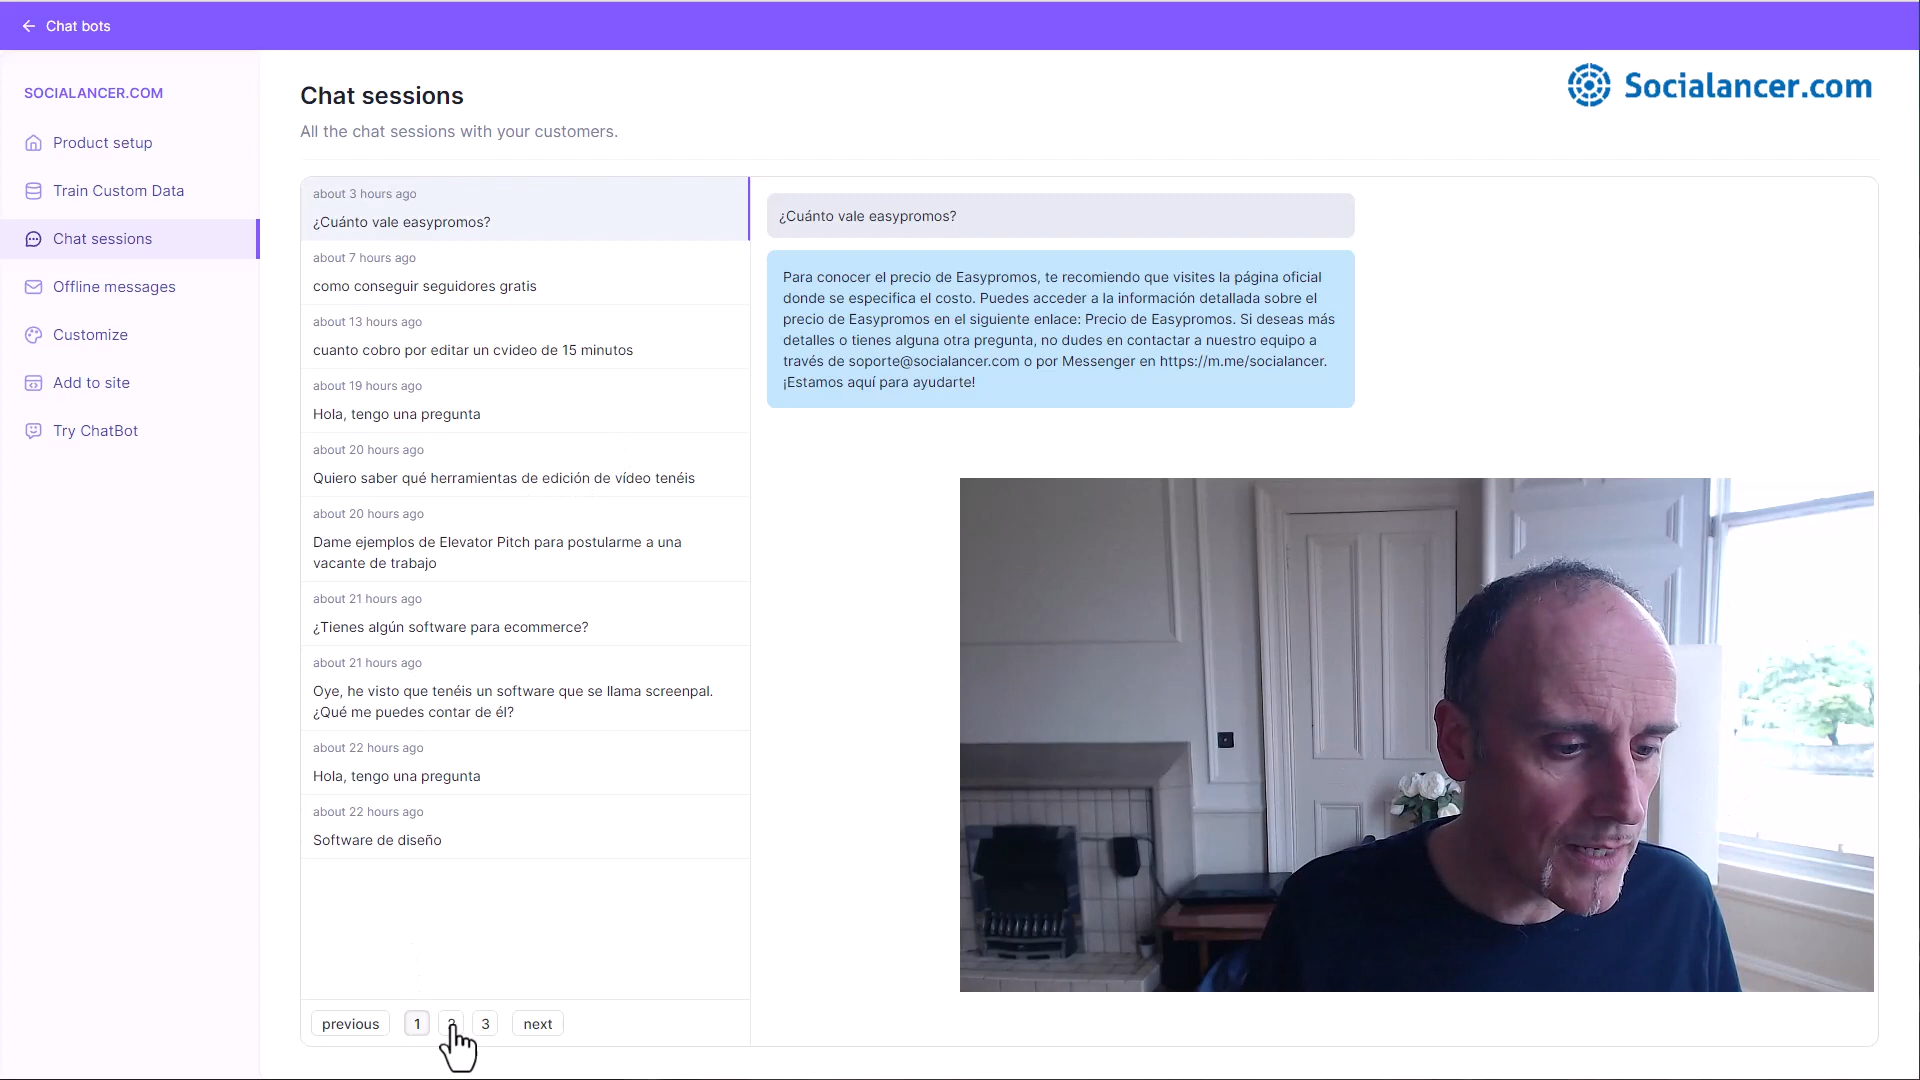 Chat bots
SOCIALANCER.COM
Product setup
Train Custom Data
Chat sessions
Offline messages
Customize
Add to site
Try ChatBot
Chat sessions
All the chat sessions with your customers.
Socialancer.com
about 3 hours ago
¿Cuánto vale easypromos?
about 7 hours ago
como conseguir seguidores gratis
about 13 hours ago
cuanto cobro por editar un cvideo de 15 minutos
about 19 hours ago
Hola, tengo una pregunta
about 20 hours ago
Quiero saber qué herramientas de edición de vídeo tenéis
about 20 hours ago
Dame ejemplos de Elevator Pitch para postularme a una
vacante de trabajo
about 21 hours ago
¿Tienes algún software para ecommerce?
about 21 hours ago
Oye, he visto que tenéis un software que se llama screenpal.
¿Qué me puedes contar de él?
about 22 hours ago
Hola, tengo una pregunta
about 22 hours ago
Software de diseño
previous 1 2 3 next
¿Cuánto vale easypromos?
Para conocer el precio de Easypromos, te recomiendo que visites la página oficial
donde se especifica el costo. Puedes acceder a la información detallada sobre el
precio de Easypromos en el siguiente enlace: Precio de Easypromos. Si deseas más
detalles o tienes alguna otra pregunta, no dudes en contactar a nuestro equipo a
través de soporte@socialancer.com o por Messenger en https://m.me/socialancer.
¡Estamos aquí para ayudarte!